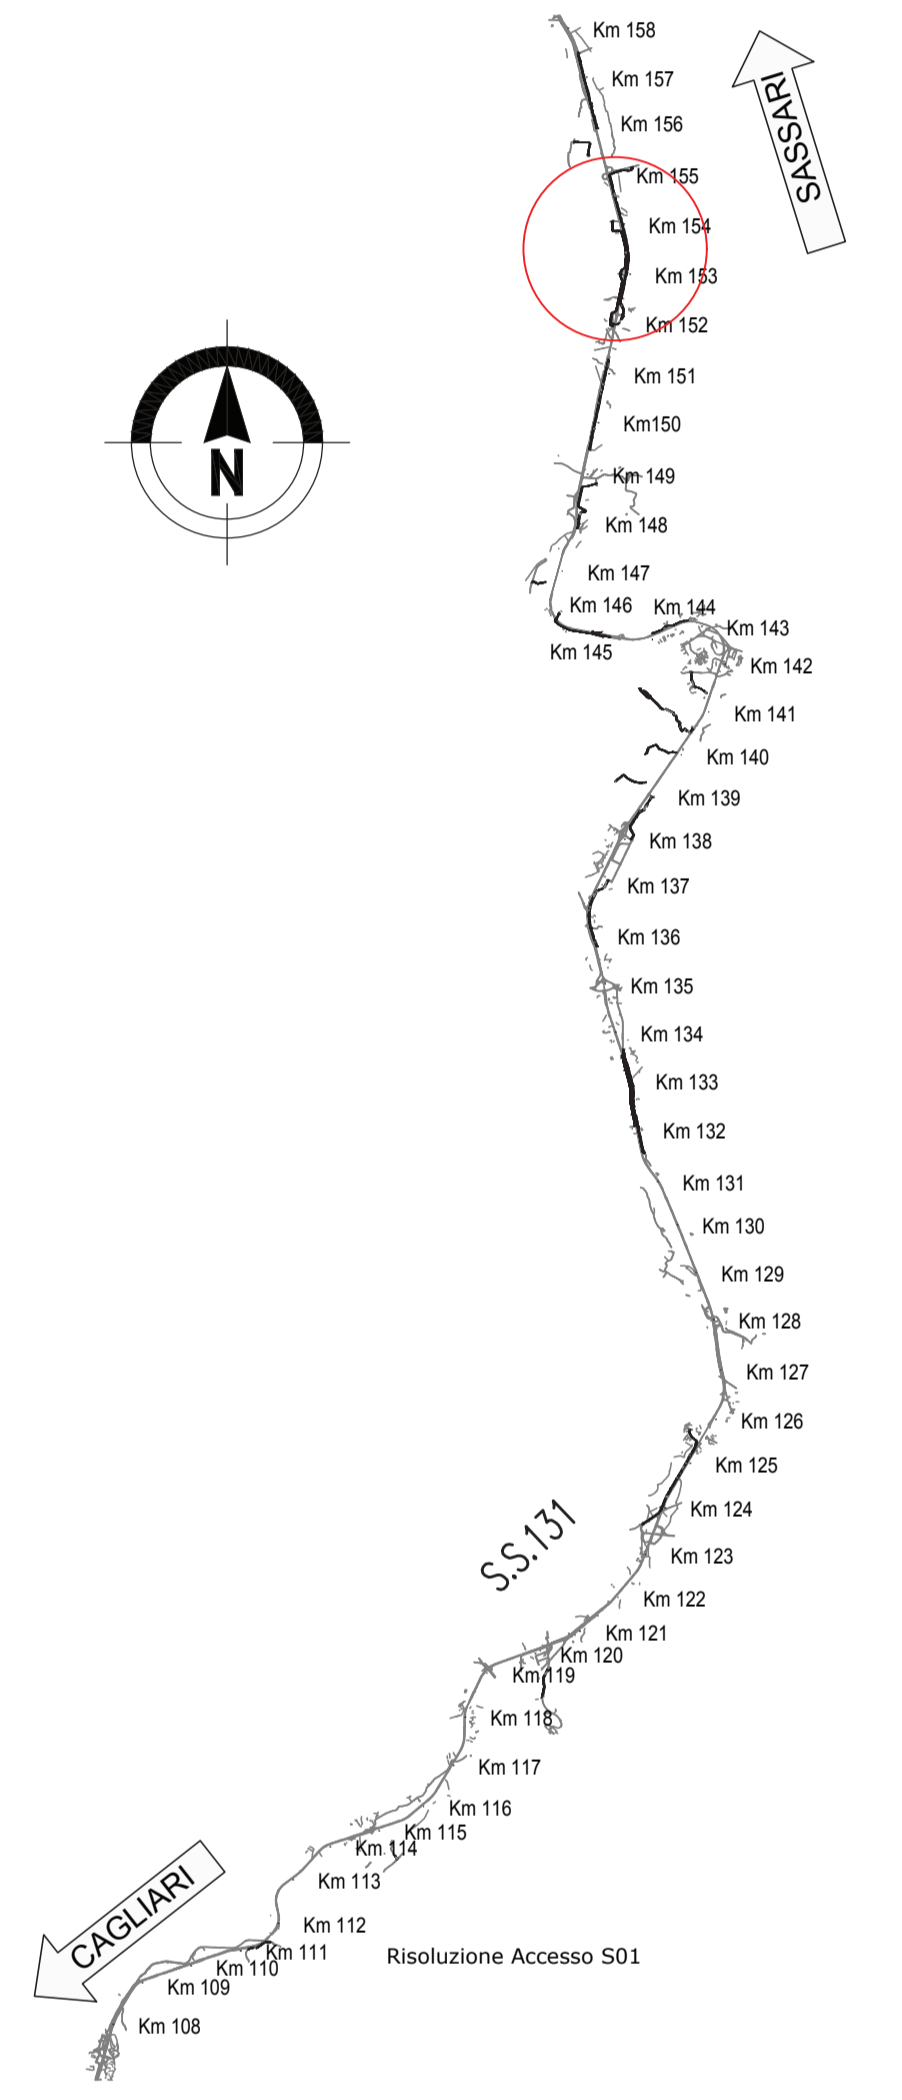 Km 158
SASSARI
Km 157
Km 156
Km 155
Km 154
Km 153
Km 152
Km 151
Km150
N
Km 149
Km 148
Km 147
Km 146
Km 144
Km 143
Km 145
Km 142
Km 141
Km 140
Km 139
Km 138
Km 137
Km 136
Km 135
Km 134
Km 133
Km 132
Km 131
Km 130
Km 129
Km 128
Km 127
Km 126
Km 125
Km 124
S.S.131
Km 123
Km 122
Km 121
Km 120
Km 119
Km 118
Km 117
Km 116
Km 115
Km 114
Km 113
CAGLIARI
Km 112
Km 111
Risoluzione Accesso S01
Km 110
Km 109
Km 108